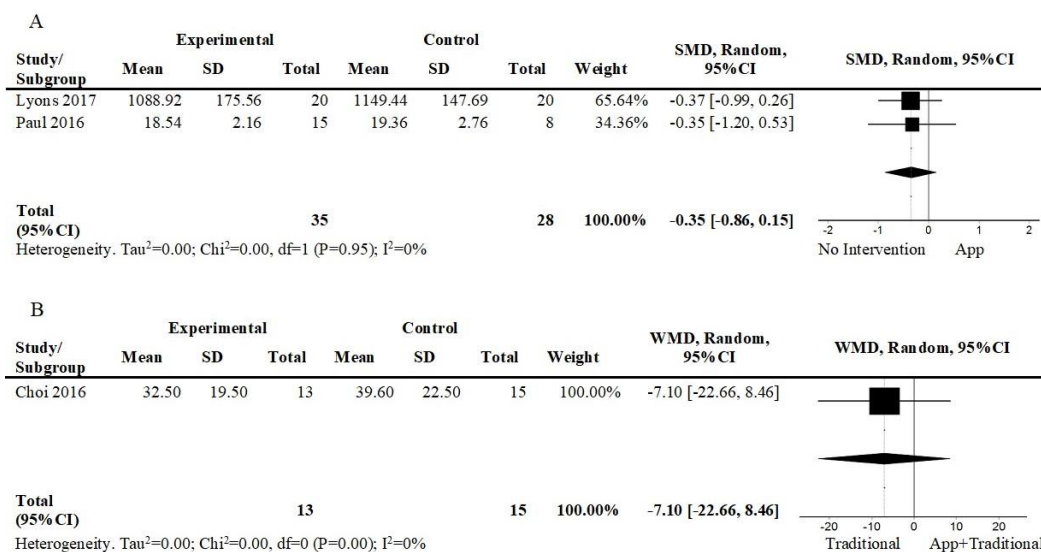 A
Experimental Control SMD, Random, 95%CI SMD, Random, 95%CI
Study/ Subgroup Mean SD Total Mean SD Total Weight
Lyons 2017 1088.92 175.56 20 1149.44 147.69 20 65.64% -0.37 [-0.99, 0.26]
Paul 2016 18.54 2.16 15 19.36 2.76 8 34.36% -0.35 [-1.20, 0.53]
Total (95%CI) 35 28 100.00% -0.35 [-0.86, 0.15]
Heterogeneity. Tau²=0.00; Chi²=0.00, df=1 (P=0.95); I²=0%
-2 -1 0 1 2
No Intervention App
B
Experimental Control WMD, Random, 95%CI WMD, Random, 95%CI
Study/ Subgroup Mean SD Total Mean SD Total Weight
Choi 2016 32.50 19.50 13 39.60 22.50 15 100.00% -7.10 [-22.66, 8.46]
Total (95%CI) 13 15 100.00% -7.10 [-22.66, 8.46]
Heterogeneity. Tau²=0.00; Chi²=0.00, df=0 (P=0.00); I²=0%
-20 -10 0 10 20
Traditional App+Traditional